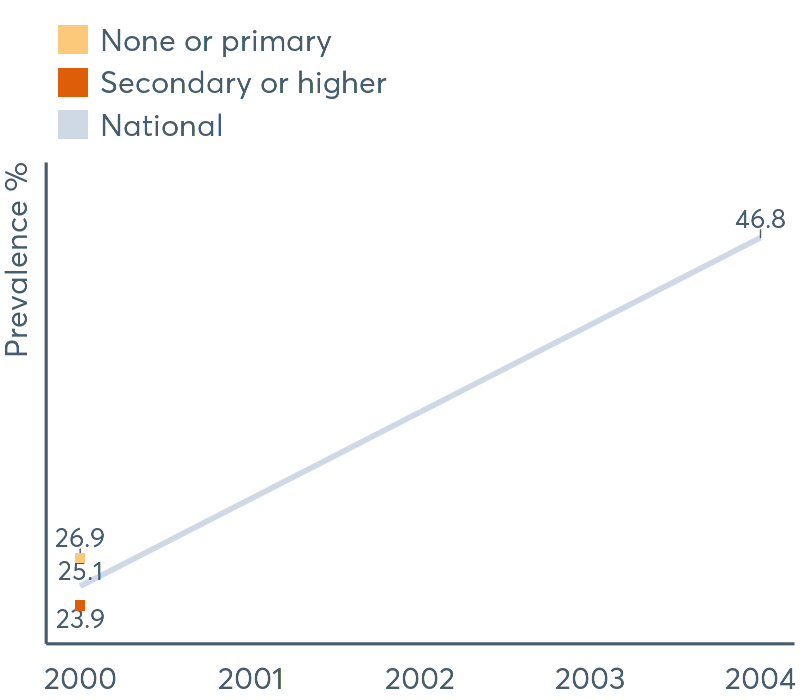 None or primary
Secondary or higher
National
Prevalence %
46.8
26.9
25.1
23.9
2000 2001 2002 2003 2004